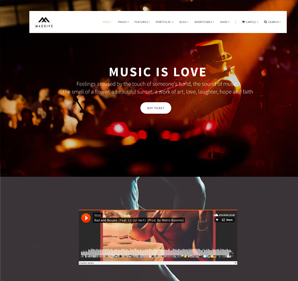 MASSIVE
HOME PAGES FEATURES PORTFOLIO BLOG SHORTCODES SHOP CART SEARCH
MUSIC IS LOVE
Feelings aroused by the touch of someone's hand, the sound of music,
the smell of a flower, a beautiful sunset, a work of art, love, laughter, hope and faith
BUY TICKET